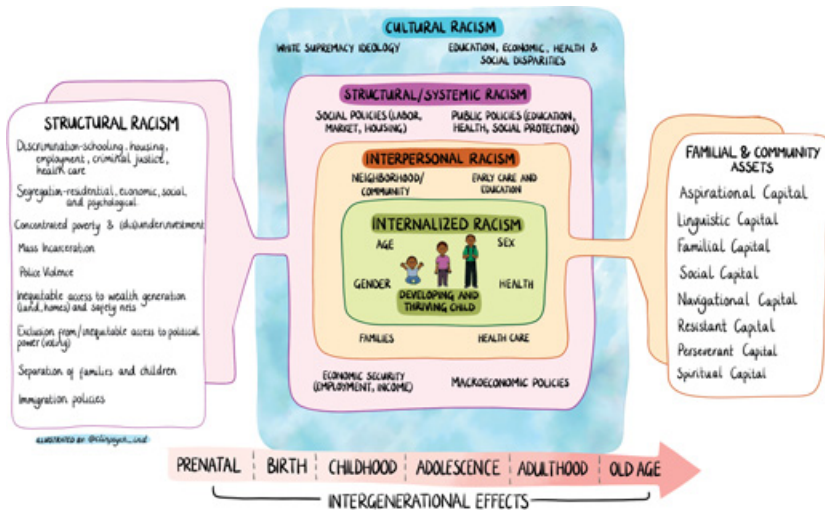 CULTURAL RACISM
WHITE SUPREMACY IDEOLOGY
EDUCATION, ECONOMIC, HEALTH &
SOCIAL DISPARITIES
STRUCTURAL/SYSTEMIC RACISM
SOCIAL POLICIES (LABOR,
MARKET, HOUSING)
PUBLIC POLICIES (EDUCATION,
HEALTH, SOCIAL PROTECTION)
INTERPERSONAL RACISM
NEIGHBORHOOD/
COMMUNITY
EARLY CARE AND
EDUCATION
INTERNALIZED RACISM
AGE
SEX
GENDER
HEALTH
DEVELOPING AND
THRIVING CHILD
FAMILIES
HEALTH CARE
ECONOMIC SECURITY
(EMPLOYMENT, INCOME)
MACROECONOMIC POLICIES
STRUCTURAL RACISM
Discrimination-schooling, housing,
employment, criminal justice,
health care
Segregation-residential, economic, social,
and psychological
Concentrated poverty & (dis)underinvestment
Mass Incarceration
Police Violence
Inequitable access to wealth generation
(land, homes) and safety nets
Exclusion from/inequitable access to political
power (voting)
Separation of families and children
Immigration policies
ILLUSTRATED BY
FAMILIAL & COMMUNITY
ASSETS
Aspirational Capital
Linguistic Capital
Familial Capital
Social Capital
Navigational Capital
Resistant Capital
Perseverant Capital
Spiritual Capital
PRENATAL BIRTH CHILDHOOD ADOLESCENCE ADULTHOOD OLD AGE
INTERGENERATIONAL EFFECTS